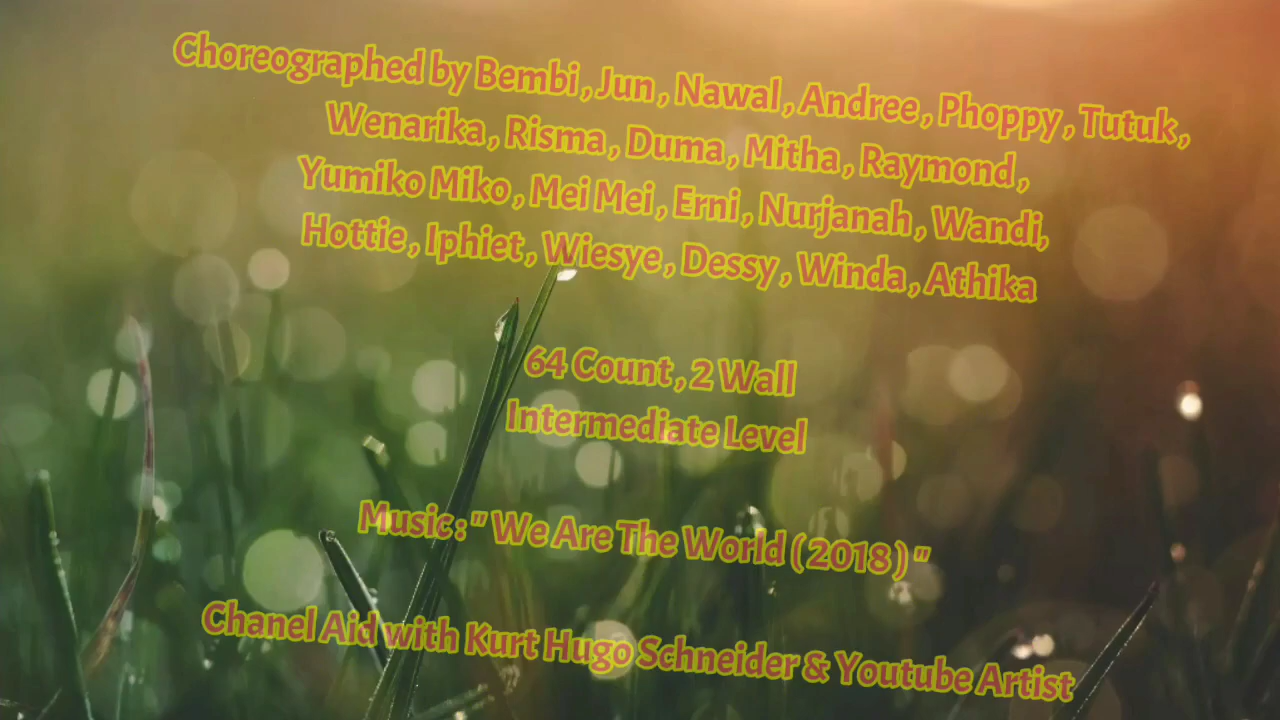 Choreographed by Bembi , Jun , Nawal , Andree , Phoppy , Tutuk ,
Wenarika , Risma , Duma , Mitha , Raymond ,
Yumiko Miko , Mei Mei , Erni , Nurjanah , Wandi,
Hottie , Iphiet , Wiesye , Dessy , Winda , Athika
64 Count , 2 Wall
Intermediate Level
Music : " We Are The World ( 2018 ) "
Chanel Aid with Kurt Hugo Schneider & Youtube Artist